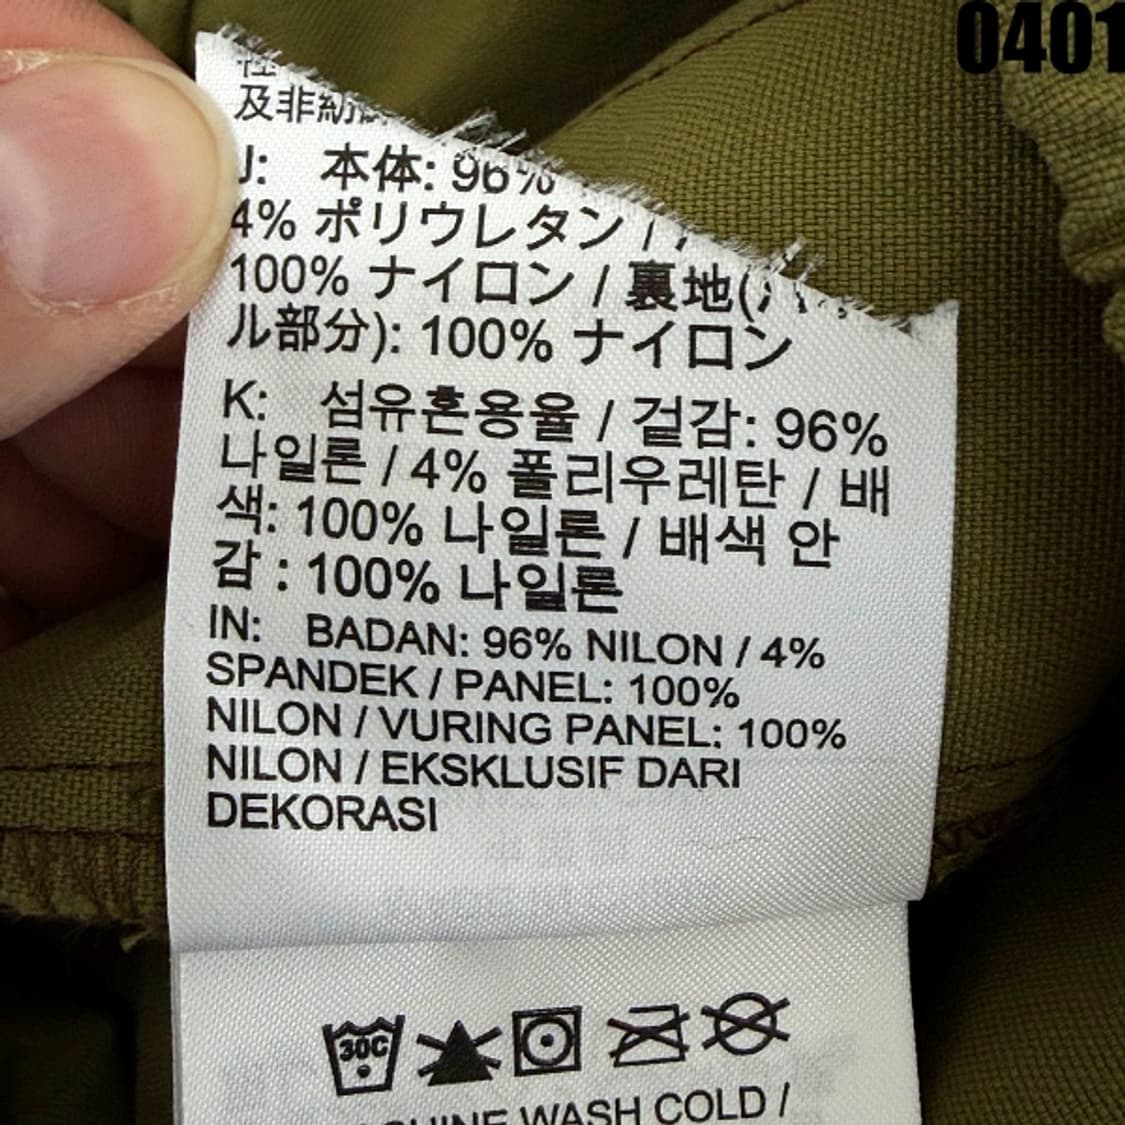 0401
及非紡
J: 本体: 96%
4% ポリウレタン /
100% ナイロン / 裏地(
ル部分): 100% ナイロン
K: 섬유혼용율 / 겉감: 96%
나일론 / 4% 폴리우레탄 / 배
색: 100% 나일론 / 배색 안
감 : 100% 나일론
IN: BADAN: 96% NILON / 4%
SPANDEK / PANEL: 100%
NILON / VURING PANEL: 100%
NILON / EKSKLUSIF DARI
DEKORASI
30C
WASH COLD /